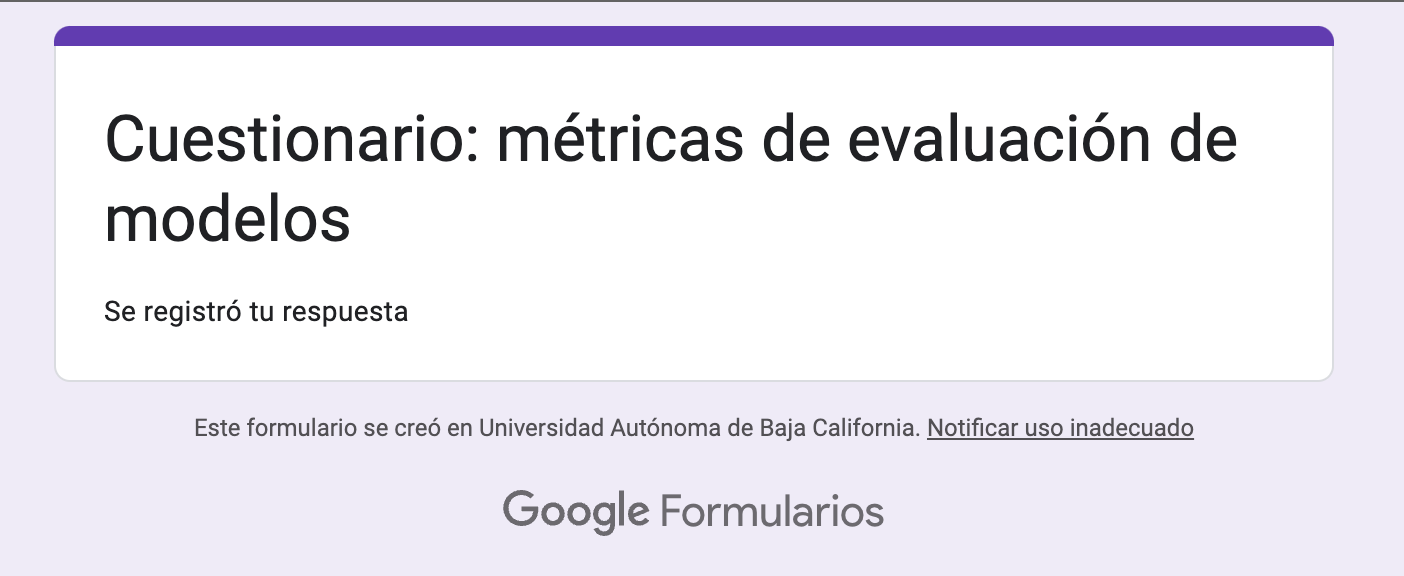 Cuestionario: métricas de evaluación de
modelos
Se registró tu respuesta
Este formulario se creó en Universidad Autónoma de Baja California. Notificar uso inadecuado
Google Formularios